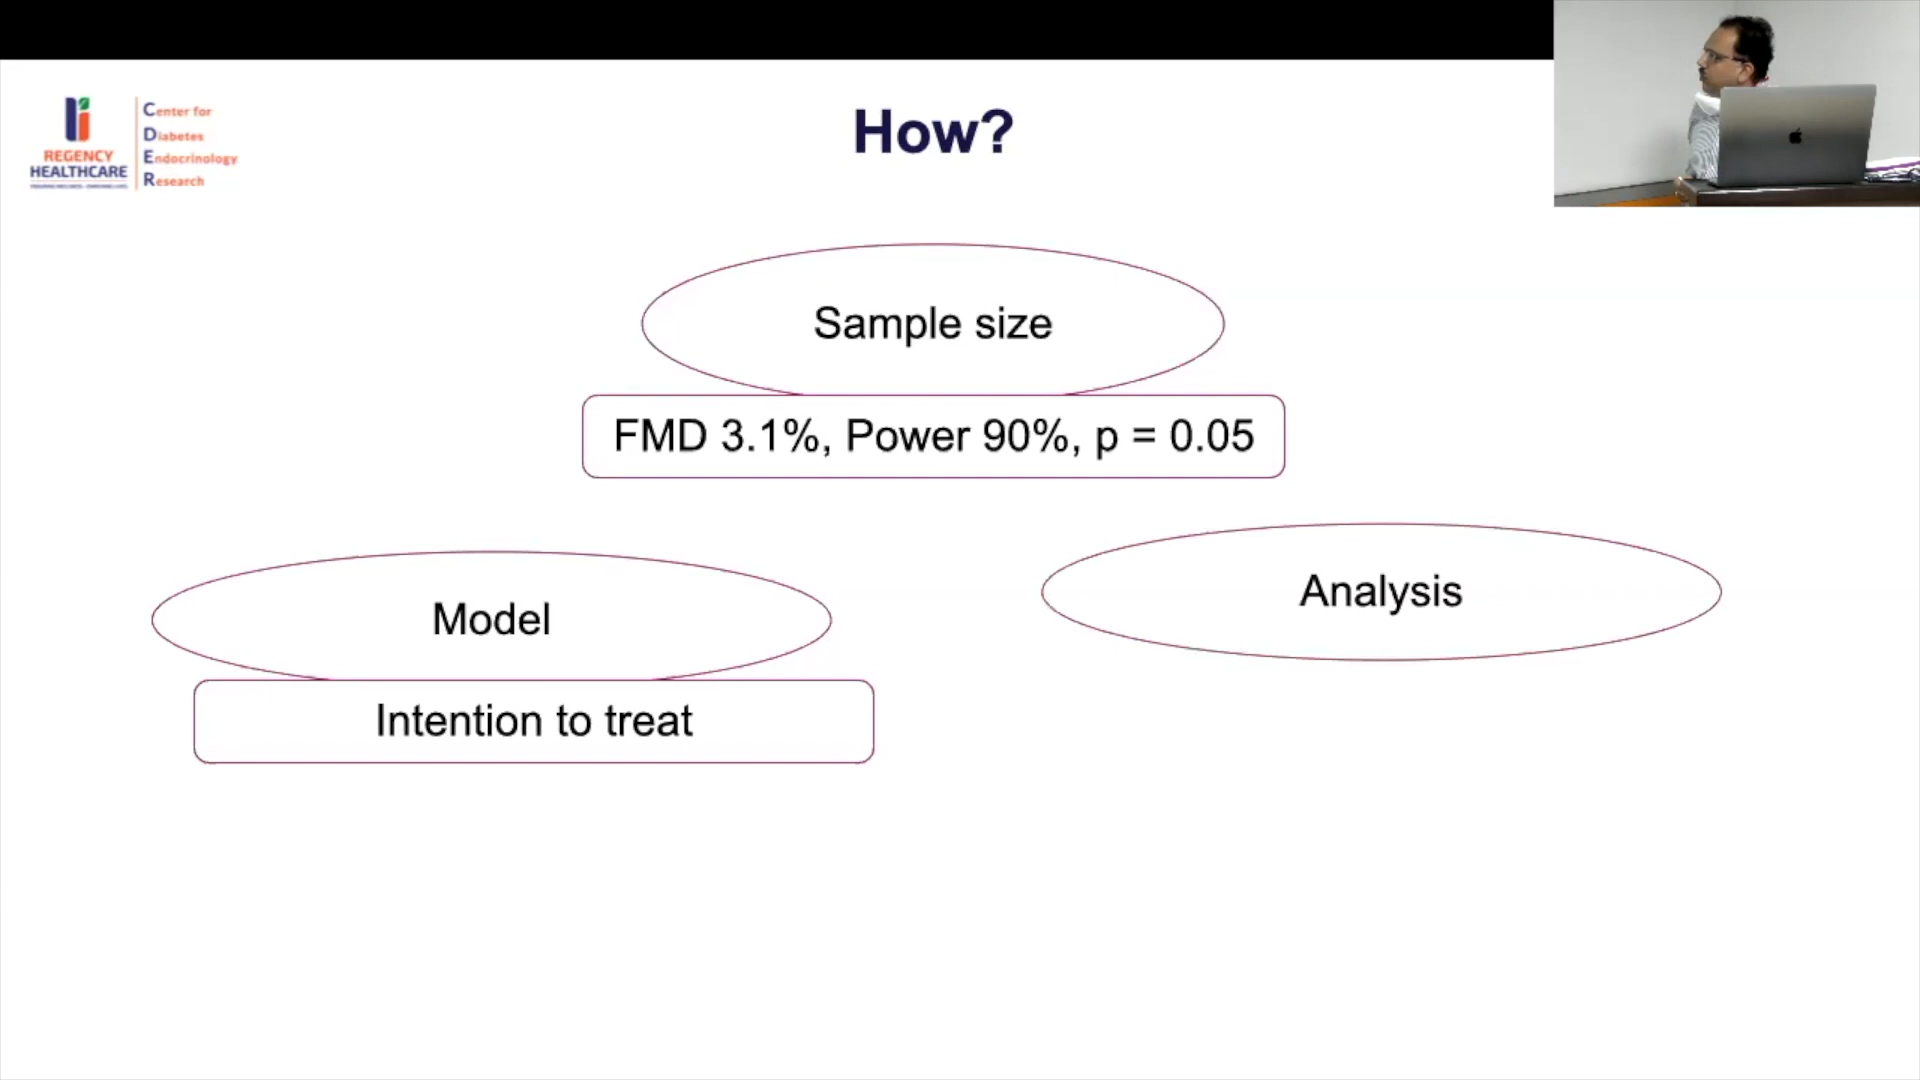 How?
REGENCY
HEALTHCARE
Center for
Diabetes
Endocrinology
Research
Sample size
FMD 3.1%, Power 90%, p = 0.05
Analysis
Model
Intention to treat